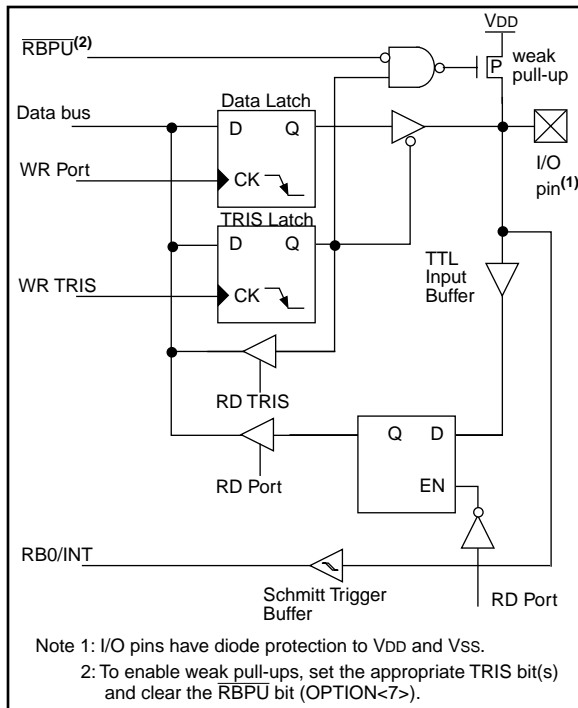 VDD
RBPU(2)
P
weak
pull-up
Data Latch
Data bus
D Q
WR Port
CK
I/O
pin(1)
TRIS Latch
D Q
TTL
Input
Buffer
WR TRIS
CK
RD TRIS
Q D
RD Port
EN
RB0/INT
Schmitt Trigger
Buffer
RD Port
Note 1: I/O pins have diode protection to VDD and VSS.
2: To enable weak pull-ups, set the appropriate TRIS bit(s)
and clear the RBPU bit (OPTION<7>).